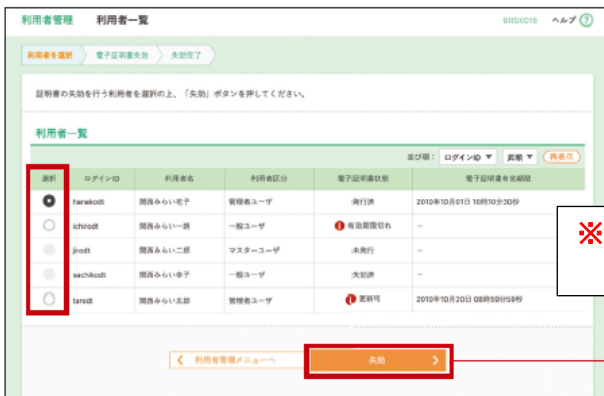 利用者管理 利用者一覧 BRSK018 ヘルプ ?
利用者を選択 電子証明書失効 失効完了
証明書の失効を行う利用者を選択の上、「失効」ボタンを押してください。
利用者一覧
並び順: ログインID ▼ 昇順 ▼ 再表示
選択 ログインID 利用者名 利用者区分 電子証明書状態 電子証明書有効期限
hanakodt 関西みらい花子 管理者ユーザ 発行済 2010年10月01日 10時10分30秒
ichirodt 関西みらい一朗 一般ユーザ 有効期限切れ －
jirodt 関西みらい二郎 マスターユーザ 未発行 －
sachikodt 関西みらい幸子 一般ユーザ 失効済 －
tarodt 関西みらい太郎 管理者ユーザ 更新可 2010年10月20日 08時59分59秒
※
利用者管理メニューへ 失効